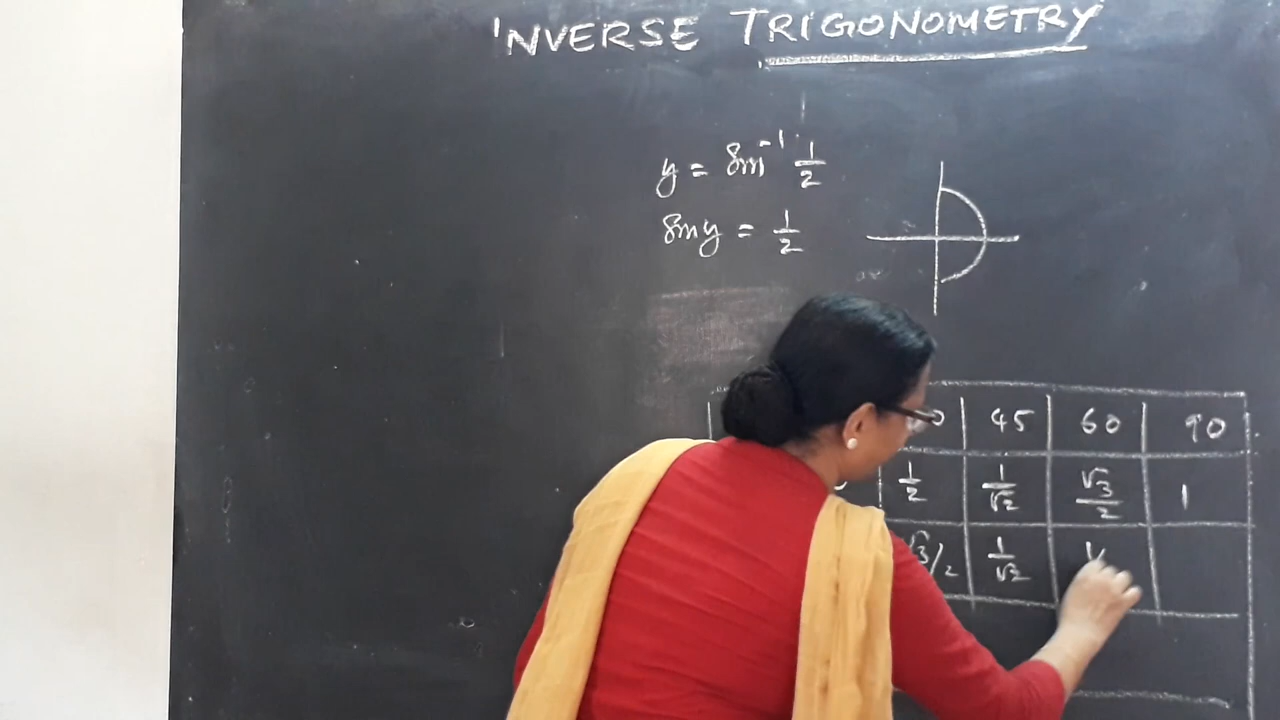 INVERSE TRIGONOMETRY
y = sin⁻¹ 1/2
sin y = 1/2
45 60 90
1/2 1/√2 √3/2 1
√3/2 1/√2